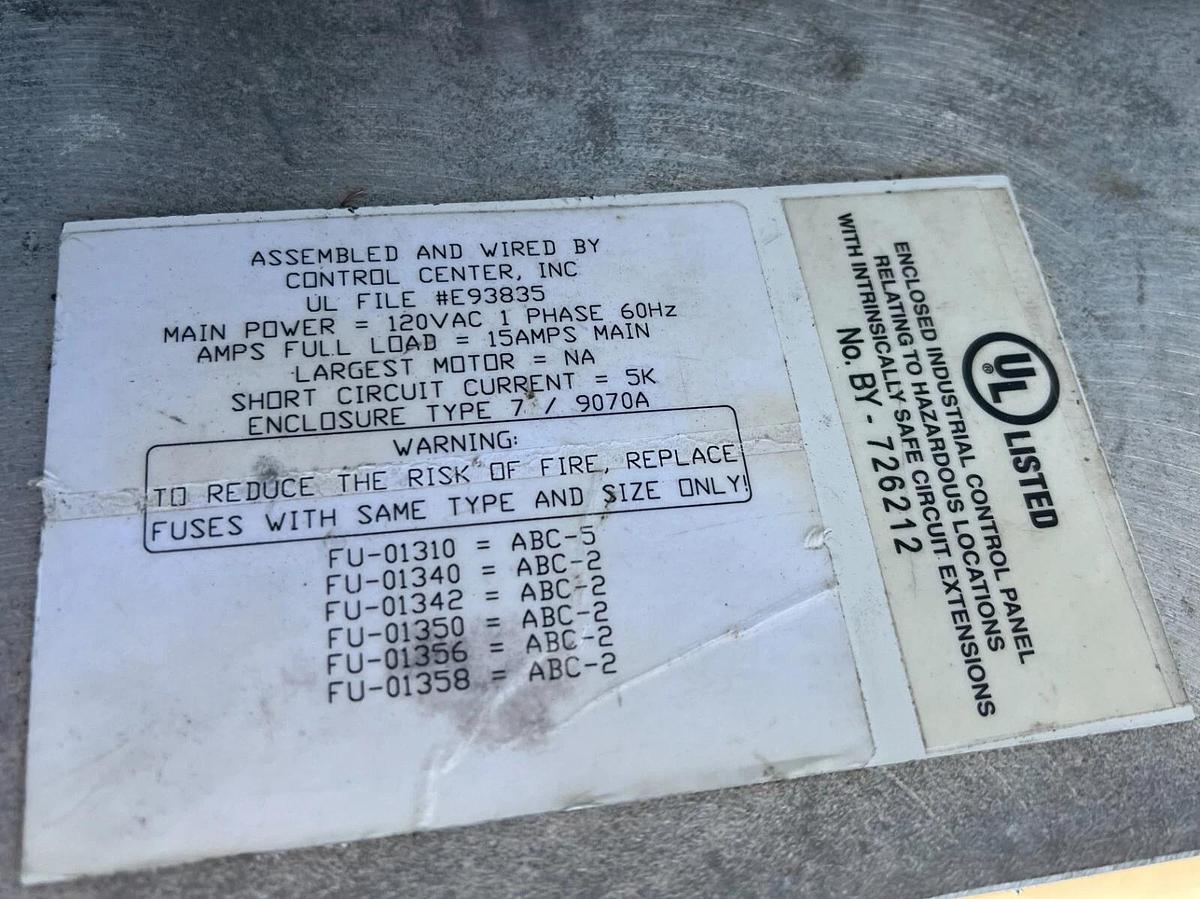 ASSEMBLED AND WIRED BY
CONTROL CENTER, INC
UL FILE #E93835
MAIN POWER = 120VAC 1 PHASE 60Hz
AMPS FULL LOAD = 15AMPS MAIN
LARGEST MOTOR = NA
SHORT CIRCUIT CURRENT = 5K
ENCLOSURE TYPE 7 / 9070A
WARNING:
TO REDUCE THE RISK OF FIRE, REPLACE
FUSES WITH SAME TYPE AND SIZE ONLY!
FU-01310 = ABC-5
FU-01340 = ABC-2
FU-01342 = ABC-2
FU-01350 = ABC-2
FU-01356 = ABC-2
FU-01358 = ABC-2
UL ® LISTED
ENCLOSED INDUSTRIAL CONTROL PANEL
RELATING TO HAZARDOUS LOCATIONS
WITH INTRINSICALLY SAFE CIRCUIT EXTENSIONS
No. BY - 726212